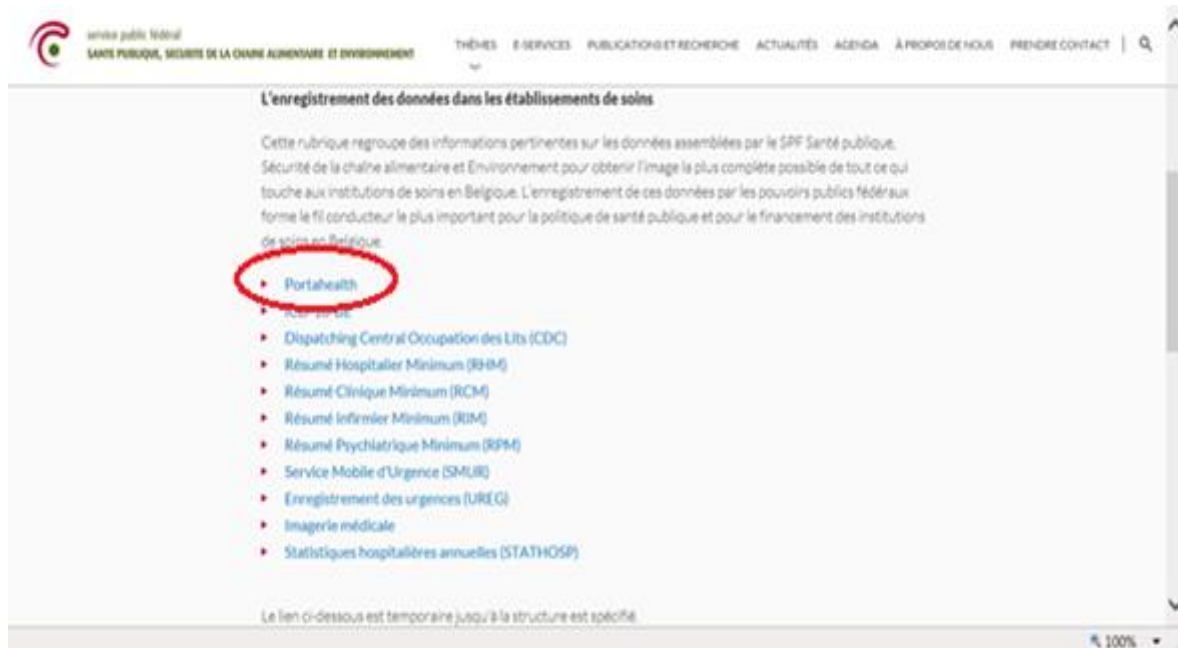 service public fédéral
SANTE PUBLIQUE, SECURITE DE LA CHAINE ALIMENTAIRE ET ENVIRONNEMENT
THÈMES E-SERVICES PUBLICATIONS ET RECHERCHE ACTUALITÉS AGENDA À PROPOS DE NOUS PRENDRE CONTACT
L'enregistrement des données dans les établissements de soins
Cette rubrique regroupe des informations pertinentes sur les données assemblées par le SPF Santé publique,
Sécurité de la chaîne alimentaire et Environnement pour obtenir l'image la plus complète possible de tout ce qui
touche aux institutions de soins en Belgique. L'enregistrement de ces données par les pouvoirs publics fédéraux
forme le fil conducteur le plus important pour la politique de santé publique et pour le financement des institutions
de soins en Belgique.
Portahealth
Dispatching Central Occupation des Lits (CDC)
Résumé Hospitalier Minimum (RHM)
Résumé Clinique Minimum (RCM)
Résumé Infirmier Minimum (RIM)
Résumé Psychiatrique Minimum (RPM)
Service Mobile d'Urgence (SMUR)
Enregistrement des urgences (UREG)
Imagerie médicale
Statistiques hospitalières annuelles (STATHOSP)
Le lien ci-dessous est temporaire jusqu'à la structure est spécifié.
100%